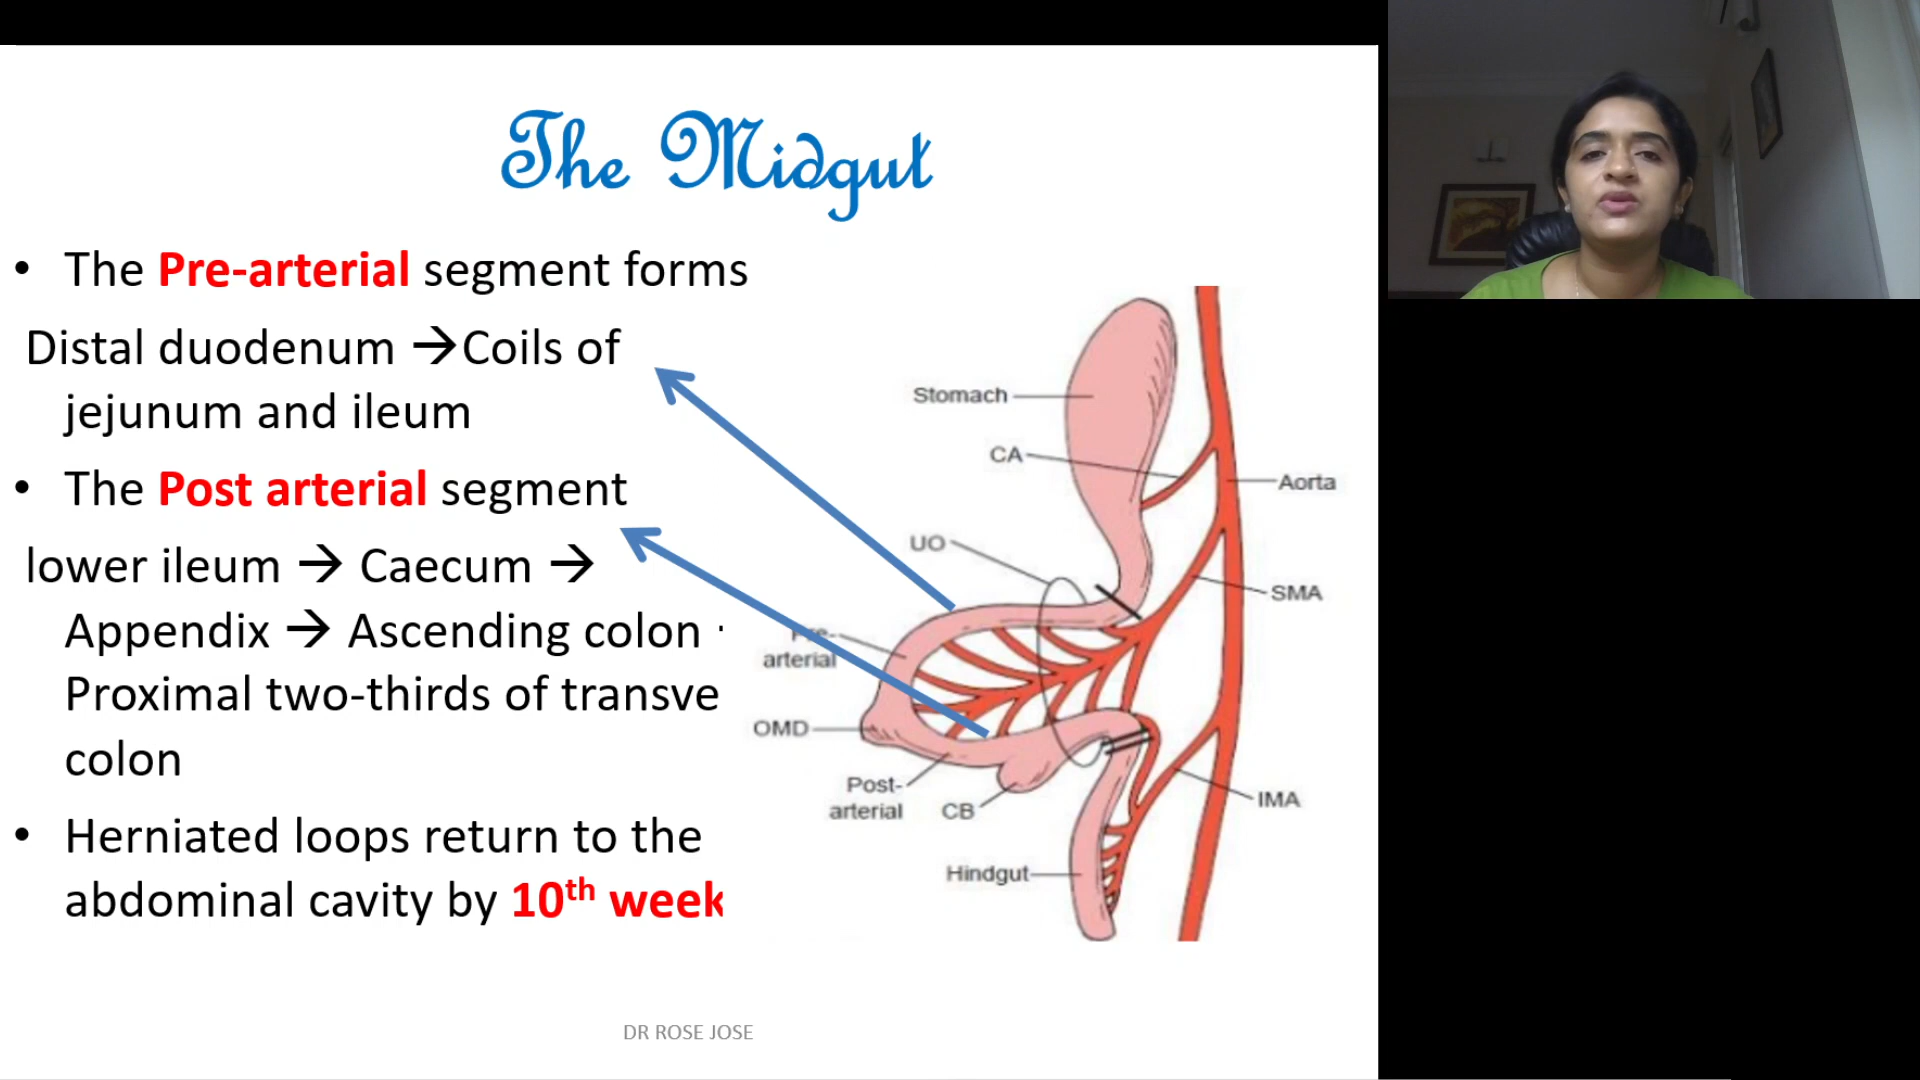 The Midgut
• The Pre-arterial segment forms
Distal duodenum →Coils of
jejunum and ileum
• The Post arterial segment
lower ileum → Caecum →
Appendix → Ascending colon
Proximal two-thirds of transve
colon
• Herniated loops return to the
abdominal cavity by 10th week
Stomach
CA
Aorta
UO
SMA
Pre-
arterial
OMD
Post-
arterial
CB
IMA
Hindgut
DR ROSE JOSE